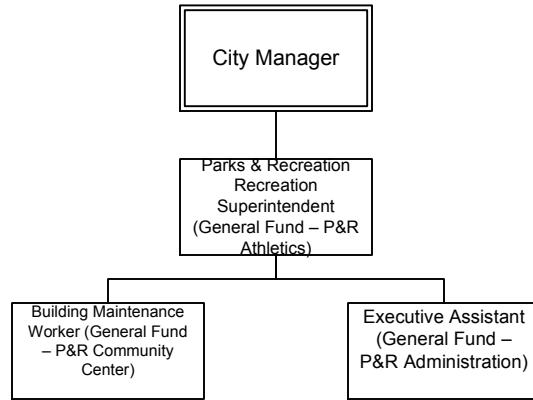 City Manager
Parks & Recreation
Recreation
Superintendent
(General Fund – P&R
Athletics)
Building Maintenance
Worker (General Fund
– P&R Community
Center)
Executive Assistant
(General Fund –
P&R Administration)